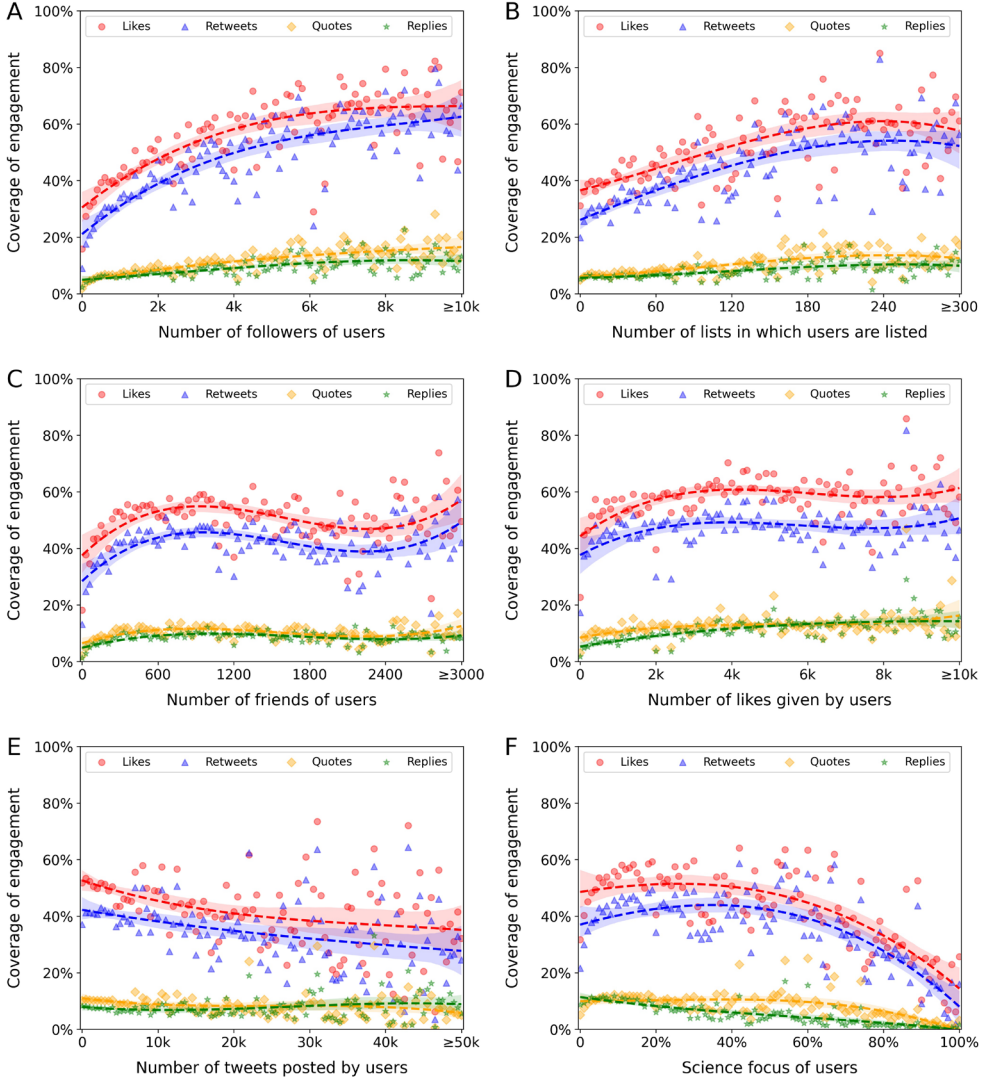 A
Coverage of engagement
100%
80%
60%
40%
20%
0%
Likes Retweets Quotes Replies
0 2k 4k 6k 8k ≥10k
Number of followers of users
B
Coverage of engagement
100%
80%
60%
40%
20%
0%
Likes Retweets Quotes Replies
0 60 120 180 240 ≥300
Number of lists in which users are listed
C
Coverage of engagement
100%
80%
60%
40%
20%
0%
Likes Retweets Quotes Replies
0 600 1200 1800 2400 ≥3000
Number of friends of users
D
Coverage of engagement
100%
80%
60%
40%
20%
0%
Likes Retweets Quotes Replies
0 2k 4k 6k 8k ≥10k
Number of likes given by users
E
Coverage of engagement
100%
80%
60%
40%
20%
0%
Likes Retweets Quotes Replies
0 10k 20k 30k 40k ≥50k
Number of tweets posted by users
F
Coverage of engagement
100%
80%
60%
40%
20%
0%
Likes Retweets Quotes Replies
0 20% 40% 60% 80% 100%
Science focus of users